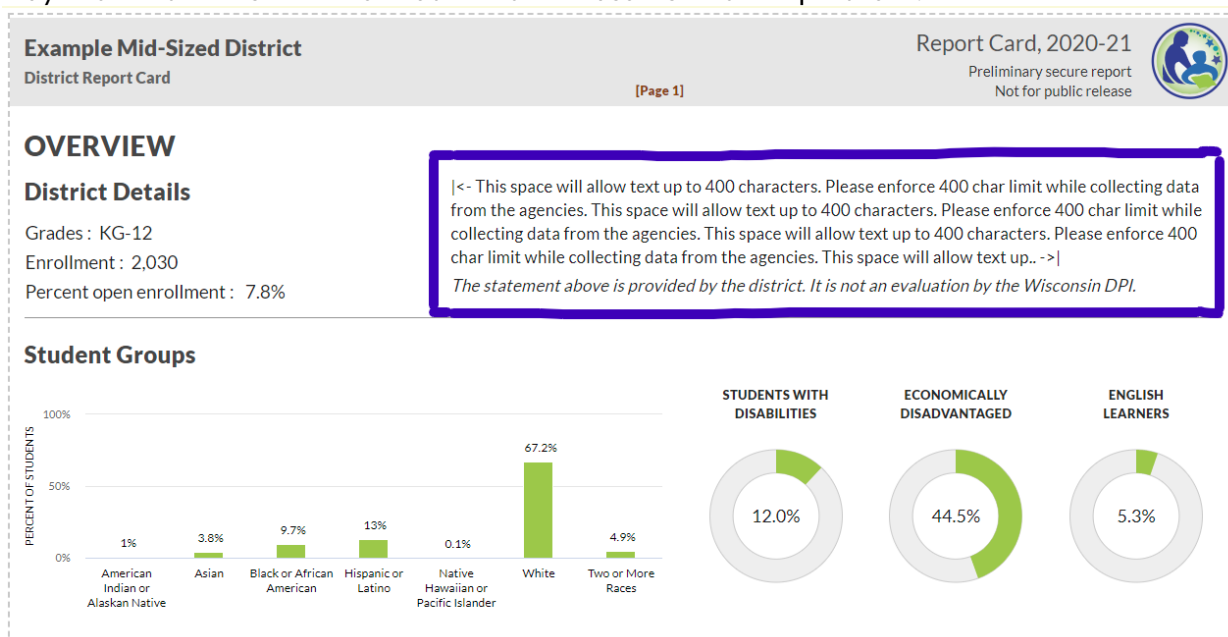 Example Mid-Sized District
District Report Card
[Page 1]
Report Card, 2020-21
Preliminary secure report
Not for public release
OVERVIEW
District Details
Grades : KG-12
Enrollment : 2,030
Percent open enrollment : 7.8%
|<- This space will allow text up to 400 characters. Please enforce 400 char limit while collecting data
from the agencies. This space will allow text up to 400 characters. Please enforce 400 char limit while
collecting data from the agencies. This space will allow text up to 400 characters. Please enforce 400
char limit while collecting data from the agencies. This space will allow text up.. ->|
The statement above is provided by the district. It is not an evaluation by the Wisconsin DPI.
Student Groups
PERCENT OF STUDENTS
100%
50%
0%
1%
3.8%
9.7%
13%
0.1%
67.2%
4.9%
American
Indian or
Alaskan Native
Asian
Black or African
American
Hispanic or
Latino
Native
Hawaiian or
Pacific Islander
White
Two or More
Races
STUDENTS WITH
DISABILITIES
12.0%
ECONOMICALLY
DISADVANTAGED
44.5%
ENGLISH
LEARNERS
5.3%